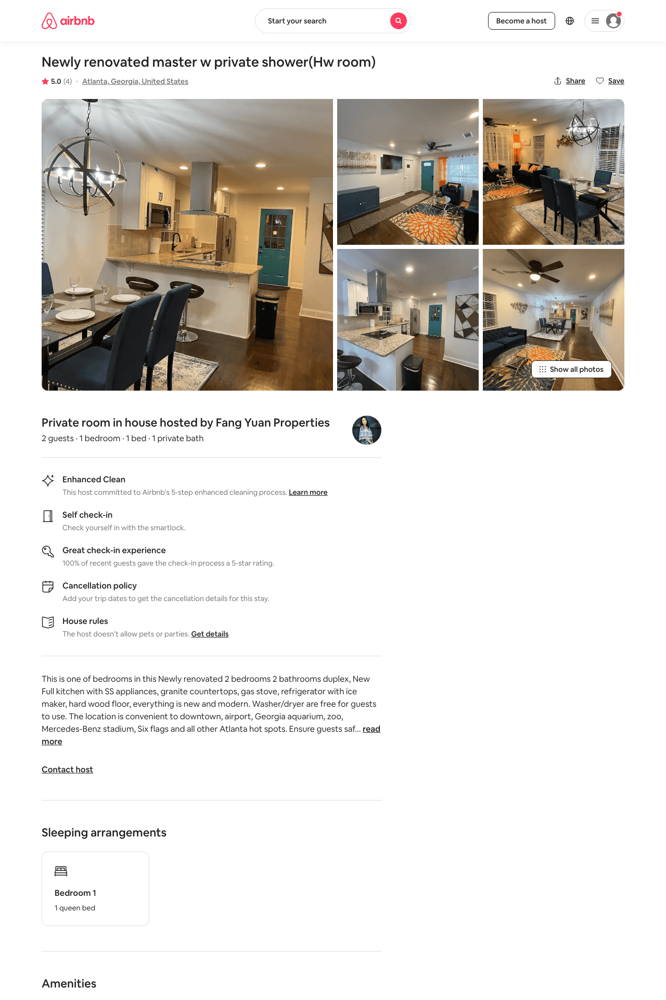 airbnb
Start your search
Become a host
Newly renovated master w private shower(Hw room)
5.0 (4) · Atlanta, Georgia, United States
Share
Save
Show all photos
Private room in house hosted by Fang Yuan Properties
2 guests · 1 bedroom · 1 bed · 1 private bath
Enhanced Clean
This host committed to Airbnb's 5-step enhanced cleaning process. Learn more
Self check-in
Check yourself in with the smartlock.
Great check-in experience
100% of recent guests gave the check-in process a 5-star rating.
Cancellation policy
Add your trip dates to get the cancellation details for this stay.
House rules
The host doesn’t allow pets or parties. Get details
This is one of bedrooms in this Newly renovated 2 bedrooms 2 bathrooms duplex, New
Full kitchen with SS appliances, granite countertops, gas stove, refrigerator with ice
maker, hard wood floor, everything is new and modern. Washer/dryer are free for guests
to use. The location is convenient to downtown, airport, Georgia aquarium, zoo,
Mercedes-Benz stadium, Six flags and all other Atlanta hot spots. Ensure guests saf... read
more
Contact host
Sleeping arrangements
Bedroom 1
1 queen bed
Amenities